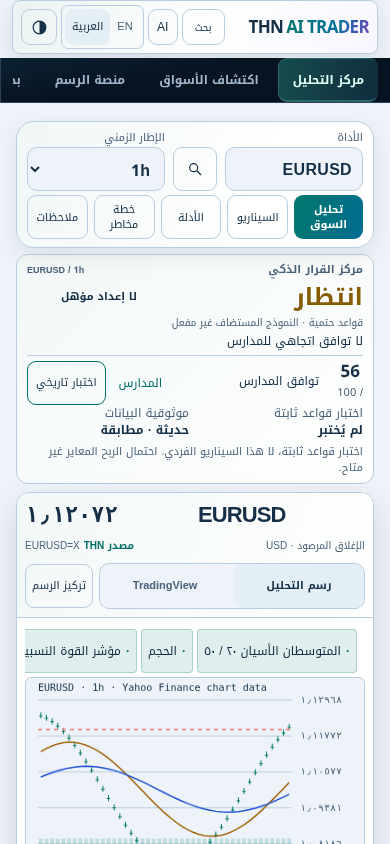 THN AI TRADER
بحث
AI
EN
العربية
مركز التحليل
اكتشاف الأسواق
منصة الرسم
الأداة
الإطار الزمني
EURUSD
1h
تحليل السوق
السيناريو
الأدلة
خطة مخاطر
ملاحظات
مركز القرار الذكي
EURUSD / 1h
انتظار
لا إعداد مؤهل
قواعد حتمية · النموذج المستضاف غير مفعل
لا توافق اتجاهي للمدارس
56
/ 100
توافق المدارس
المدارس
اختبار تاريخي
اختبار قواعد ثابتة
موثوقية البيانات
لم يُختبر
حديثة · مطابقة
اختبار قواعد ثابتة، لا هذا السيناريو الفردي. احتمال الربح المعاير غير
متاح.
EURUSD
١٫١٢٠٧٢
الإغلاق المرصود · USD
مصدر THN EURUSD=X
رسم التحليل
TradingView
تركيز الرسم
· المتوسطان الأسيان ٢٠ / ٥٠
· الحجم
EURUSD · 1h · Yahoo Finance chart data
١٫١٢٩٦٨
١٫١١٧٧٢
١٫١٠٥٧٧
١٫٠٩٣٨١